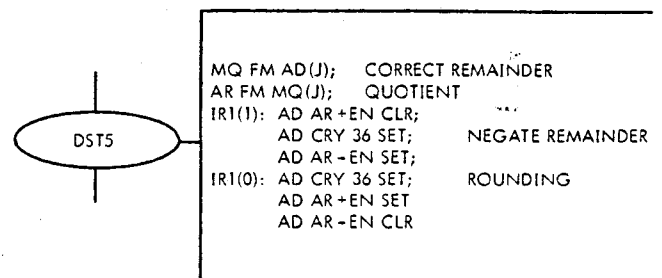 MQ FM AD(J); CORRECT REMAINDER
AR FM MQ(J); QUOTIENT
IR1(1): AD AR+EN CLR;
AD CRY 36 SET; NEGATE REMAINDER
AD AR-EN SET;
IR1(0): AD CRY 36 SET; ROUNDING
AD AR+EN SET
AD AR-EN CLR
DST5